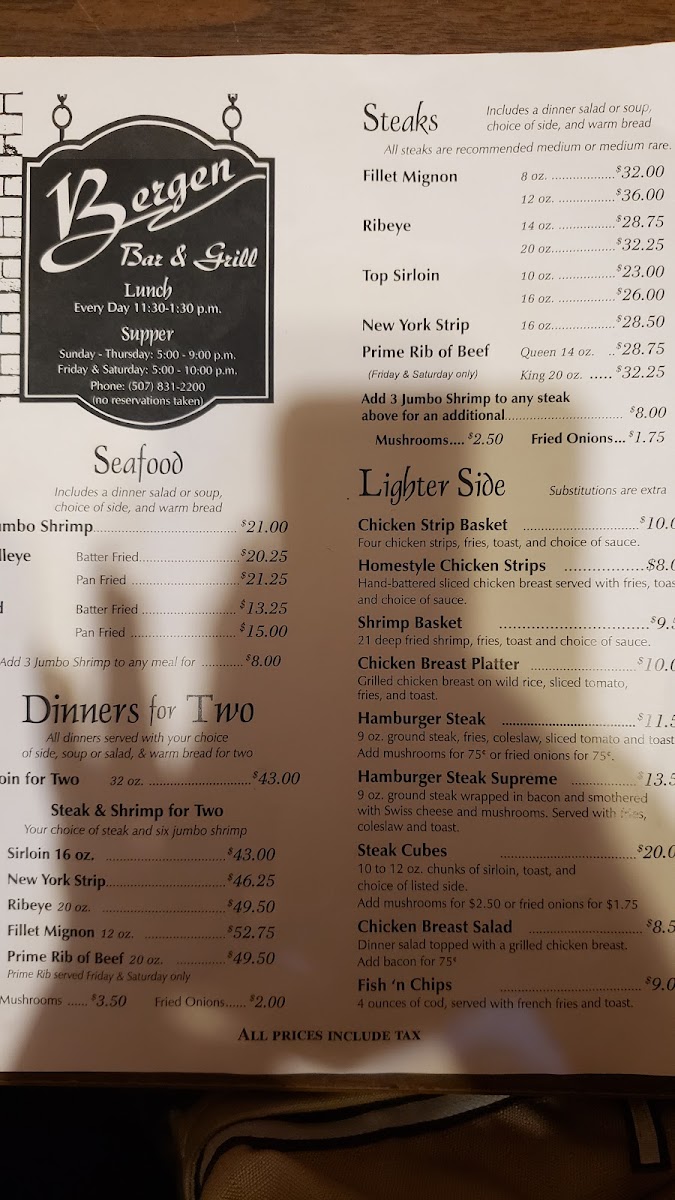 Bergen
Bar & Grill
Lunch
Every Day 11:30-1:30 p.m.
Supper
Sunday - Thursday: 5:00 - 9:00 p.m.
Friday & Saturday: 5:00 - 10:00 p.m.
Phone: (507) 831-2200
(no reservations taken)
Seafood
Includes a dinner salad or soup,
choice of side, and warm bread
umbo Shrimp $21.00
lleye Batter Fried $20.25
Pan Fried $21.25
d Batter Fried $13.25
Pan Fried $15.00
Add 3 Jumbo Shrimp to any meal for $8.00
Dinners for Two
All dinners served with your choice
of side, soup or salad, & warm bread for two
oin for Two 32 oz. $43.00
Steak & Shrimp for Two
Your choice of steak and six jumbo shrimp
Sirloin 16 oz. $43.00
New York Strip $46.25
Ribeye 20 oz. $49.50
Fillet Mignon 12 oz. $52.75
Prime Rib of Beef 20 oz. $49.50
Prime Rib served Friday & Saturday only
Mushrooms ...... $3.50 Fried Onions...... $2.00
Steaks
Includes a dinner salad or soup,
choice of side, and warm bread
All steaks are recommended medium or medium rare.
Fillet Mignon 8 oz. $32.00
12 oz. $36.00
Ribeye 14 oz. $28.75
20 oz. $32.25
Top Sirloin 10 oz. $23.00
16 oz. $26.00
New York Strip 16 oz. $28.50
Prime Rib of Beef Queen 14 oz. ..$28.75
(Friday & Saturday only) King 20 oz. ..... $32.25
Add 3 Jumbo Shrimp to any steak
above for an additional $8.00
Mushrooms.... $2.50 Fried Onions... $1.75
Lighter Side Substitutions are extra
Chicken Strip Basket $10.0
Four chicken strips, fries, toast, and choice of sauce.
Homestyle Chicken Strips $8.0
Hand-battered sliced chicken breast served with fries, toas
and choice of sauce.
Shrimp Basket $9.5
21 deep fried shrimp, fries, toast and choice of sauce.
Chicken Breast Platter $10.0
Grilled chicken breast on wild rice, sliced tomato,
fries, and toast.
Hamburger Steak $11.5
9 oz. ground steak, fries, coleslaw, sliced tomato and toast
Add mushrooms for 75¢ or fried onions for 75¢.
Hamburger Steak Supreme $13.5
9 oz. ground steak wrapped in bacon and smothered
with Swiss cheese and mushrooms. Served with fries,
coleslaw and toast.
Steak Cubes $20.0
10 to 12 oz. chunks of sirloin, toast, and
choice of listed side.
Add mushrooms for $2.50 or fried onions for $1.75
Chicken Breast Salad $8.5
Dinner salad topped with a grilled chicken breast.
Add bacon for 75¢
Fish 'n Chips $9.0
4 ounces of cod, served with french fries and toast.
ALL PRICES INCLUDE TAX